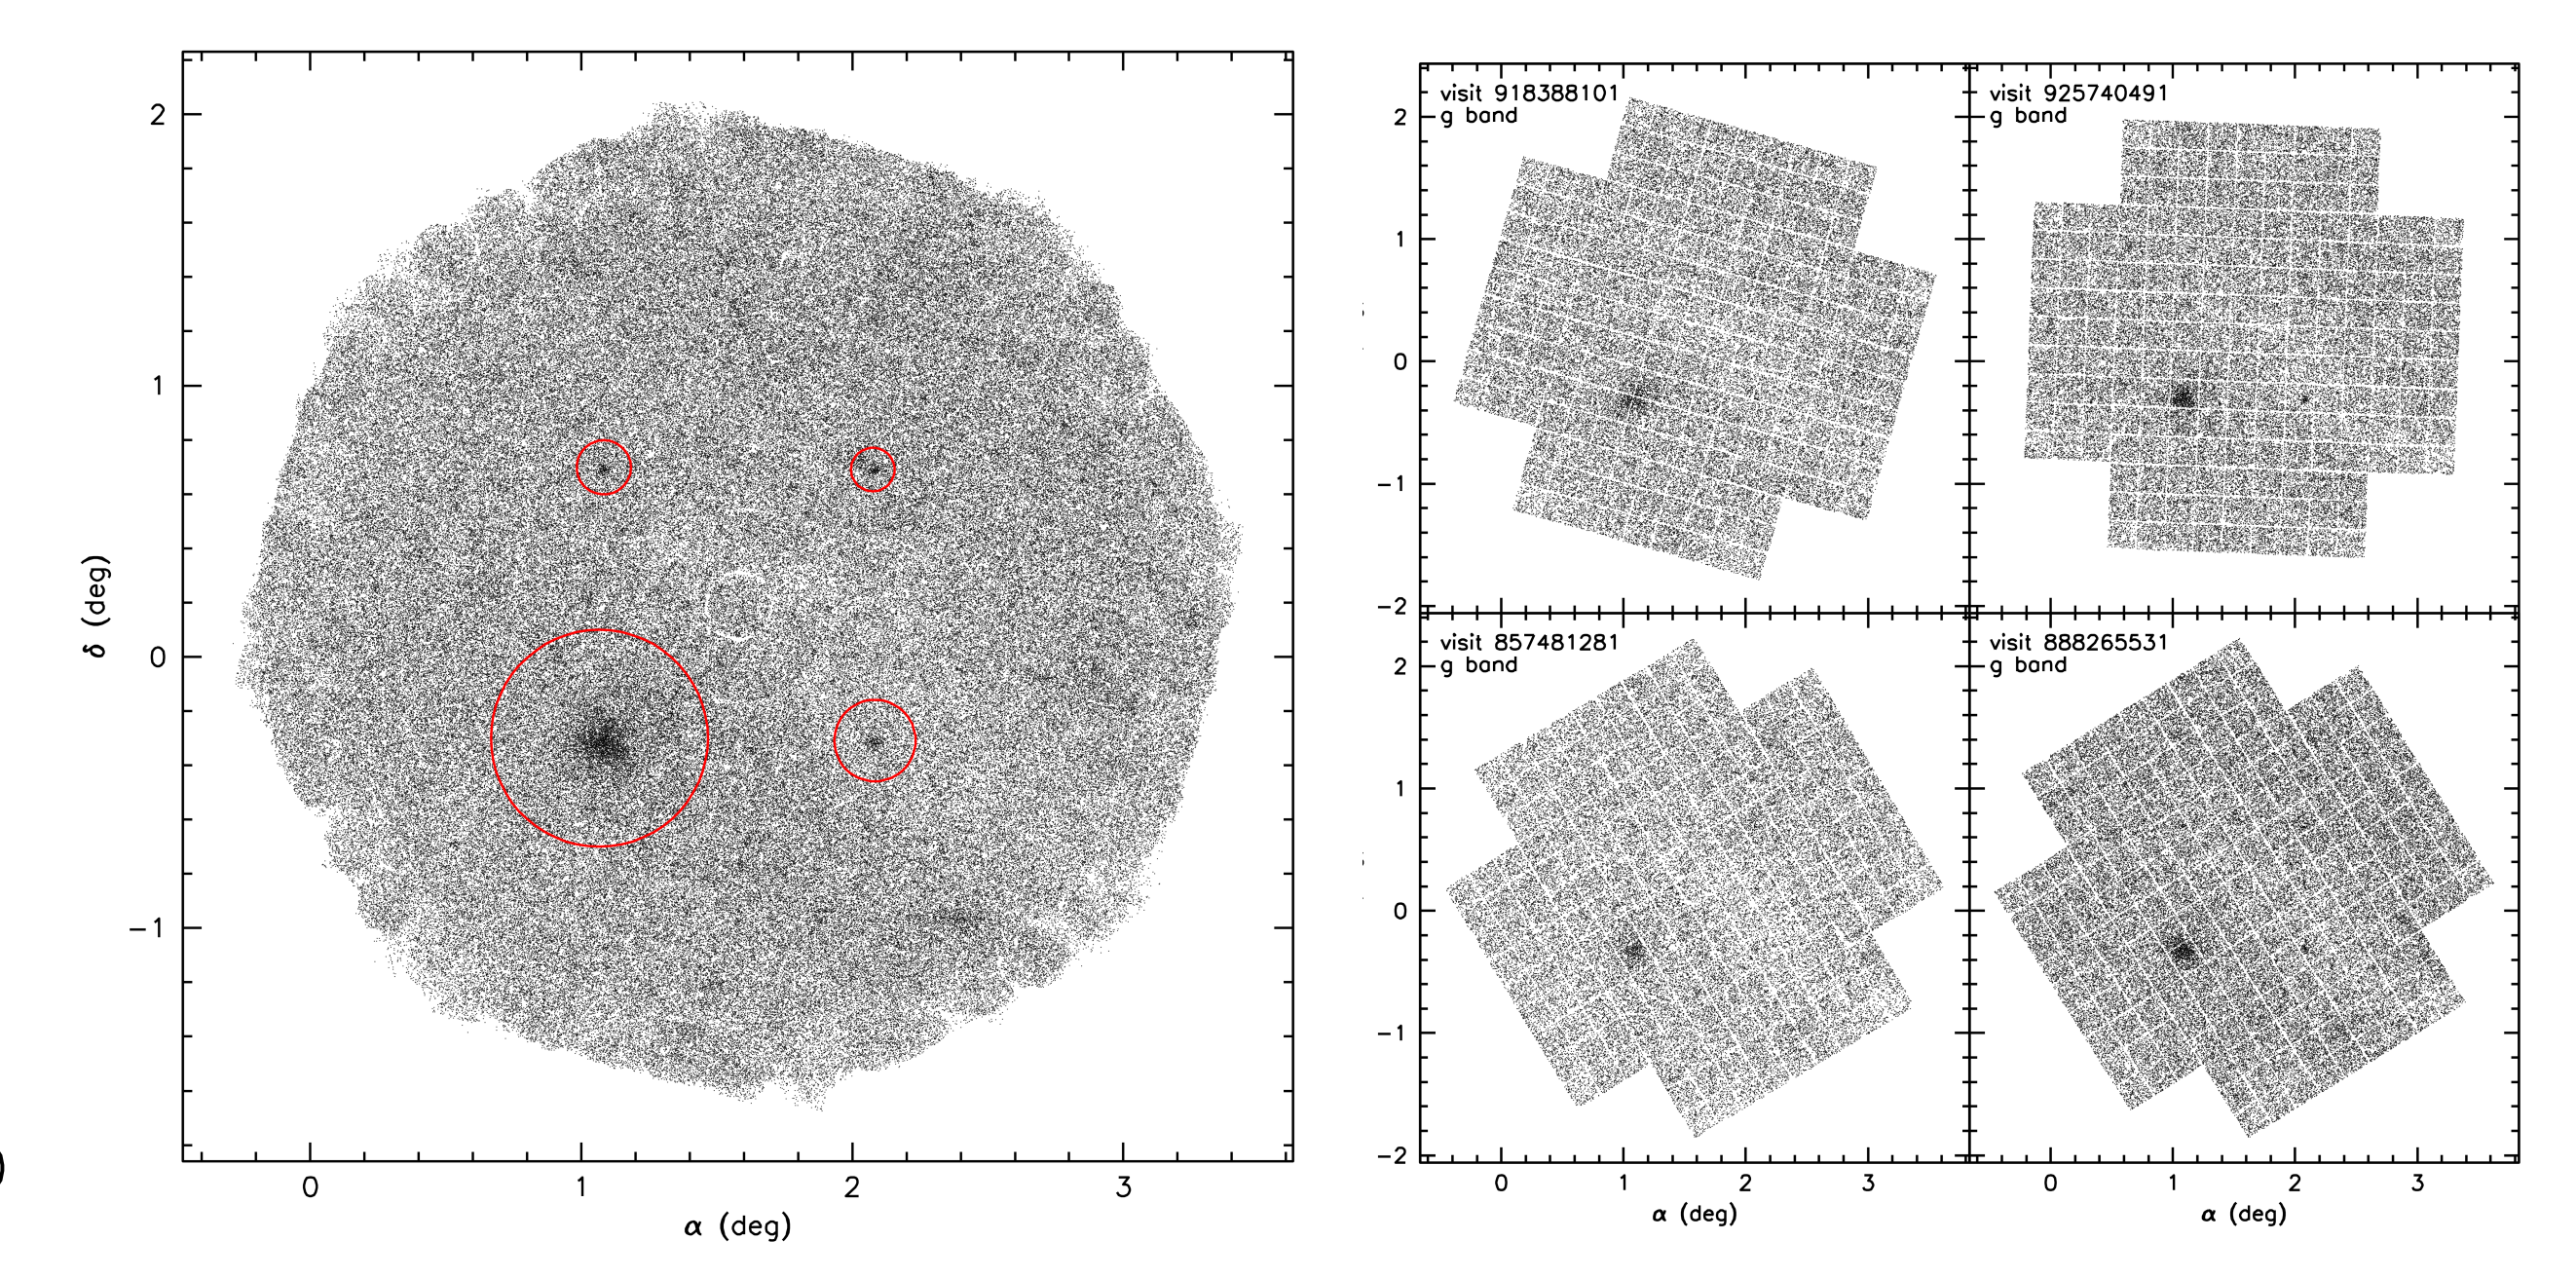 2
1
0
−1
δ (deg)
0 1 2 3
α (deg)
visit 918388101
g band
visit 925740491
g band
2
1
0
−1
−2
visit 857481281
g band
visit 888265531
g band
2
1
0
−1
−2
0 1 2 3
0 1 2 3
α (deg)
α (deg)